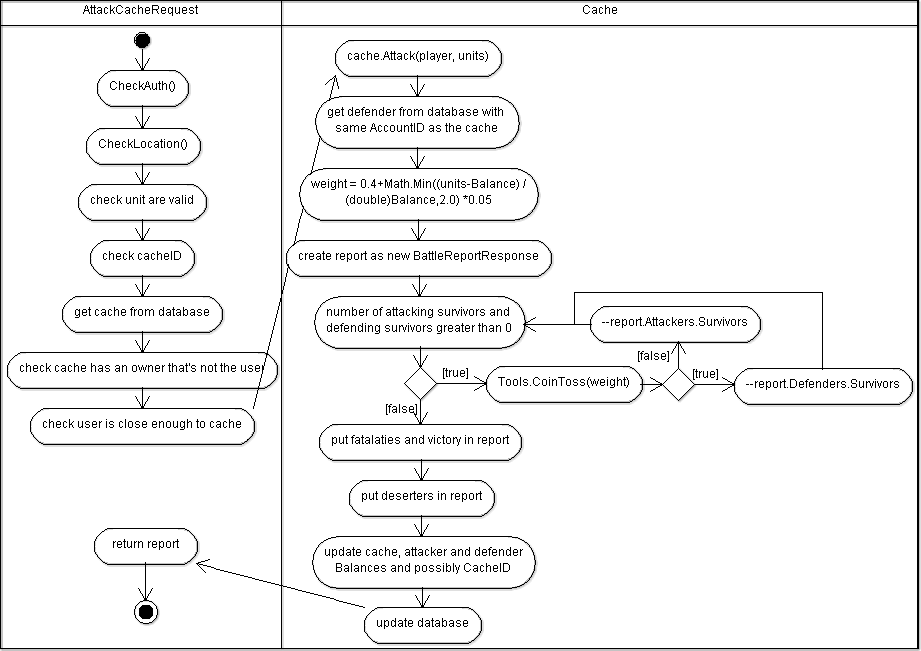 AttackCacheRequest
Cache
CheckAuth()
CheckLocation()
check unit are valid
check cacheID
get cache from database
check cache has an owner that's not the user
check user is close enough to cache
cache.Attack(player, units)
get defender from database with
same AccountID as the cache
weight = 0.4+Math.Min((units-Balance) /
(double)Balance,2.0) *0.05
create report as new BattleReportResponse
number of attacking survivors and
defending survivors greater than 0
[true]
Tools.CoinToss(weight)
[false]
--report.Attackers.Survivors
[true]
--report.Defenders.Survivors
[false]
put fatalaties and victory in report
put deserters in report
update cache, attacker and defender
Balances and possibly CacheID
update database
return report